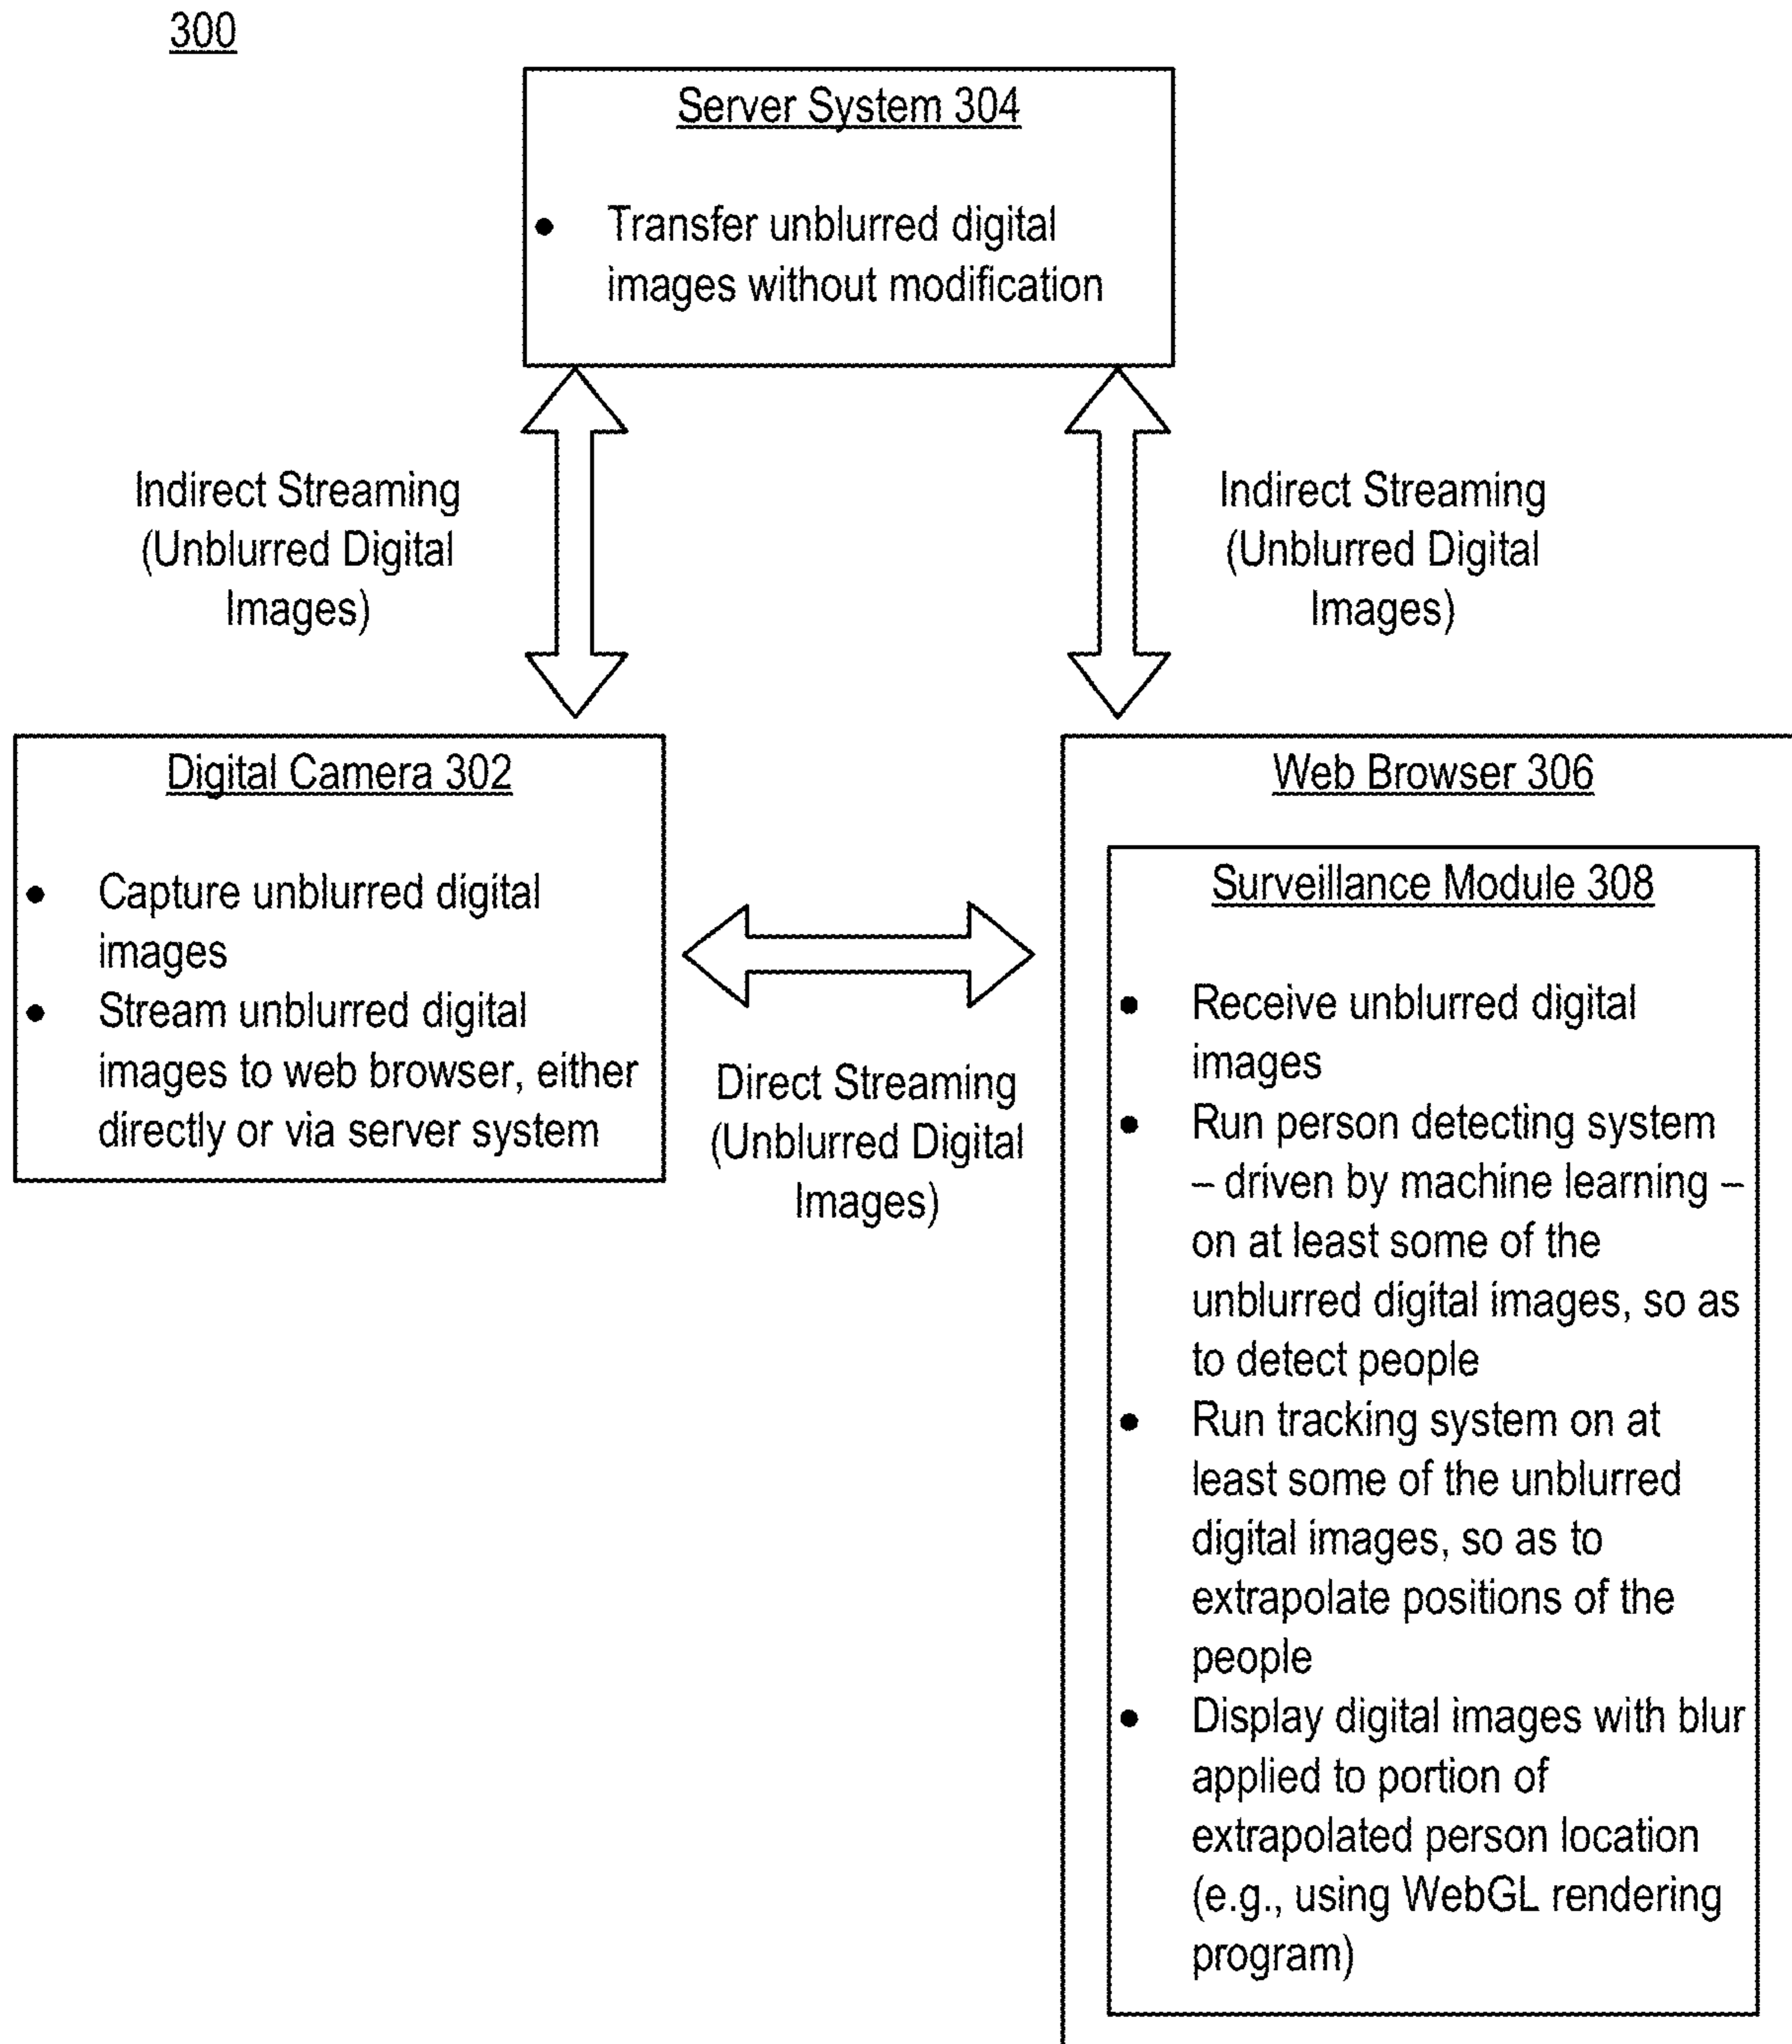 300
Server System 304
● Transfer unblurred digital
images without modification
Indirect Streaming
(Unblurred Digital
Images)
Indirect Streaming
(Unblurred Digital
Images)
Digital Camera 302
● Capture unblurred digital
images
● Stream unblurred digital
images to web browser, either
directly or via server system
Direct Streaming
(Unblurred Digital
Images)
Web Browser 306
Surveillance Module 308
● Receive unblurred digital
images
● Run person detecting system
– driven by machine learning –
on at least some of the
unblurred digital images, so as
to detect people
● Run tracking system on at
least some of the unblurred
digital images, so as to
extrapolate positions of the
people
● Display digital images with blur
applied to portion of
extrapolated person location
(e.g., using WebGL rendering
program)